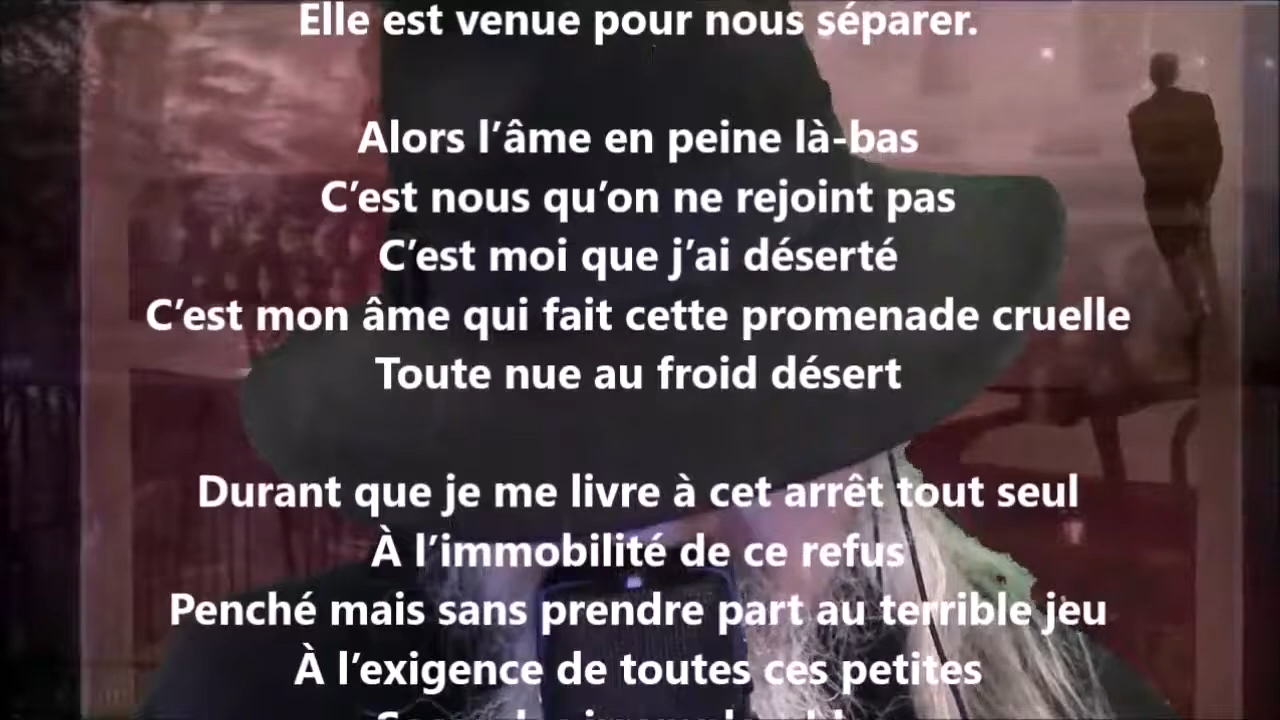 Elle est venue pour nous séparer.
Alors l’âme en peine là-bas
C’est nous qu’on ne rejoint pas
C’est moi que j’ai déserté
C’est mon âme qui fait cette promenade cruelle
Toute nue au froid désert
Durant que je me livre à cet arrêt tout seul
À l’immobilité de ce refus
Penché mais sans prendre part au terrible jeu
À l’exigence de toutes ces petites